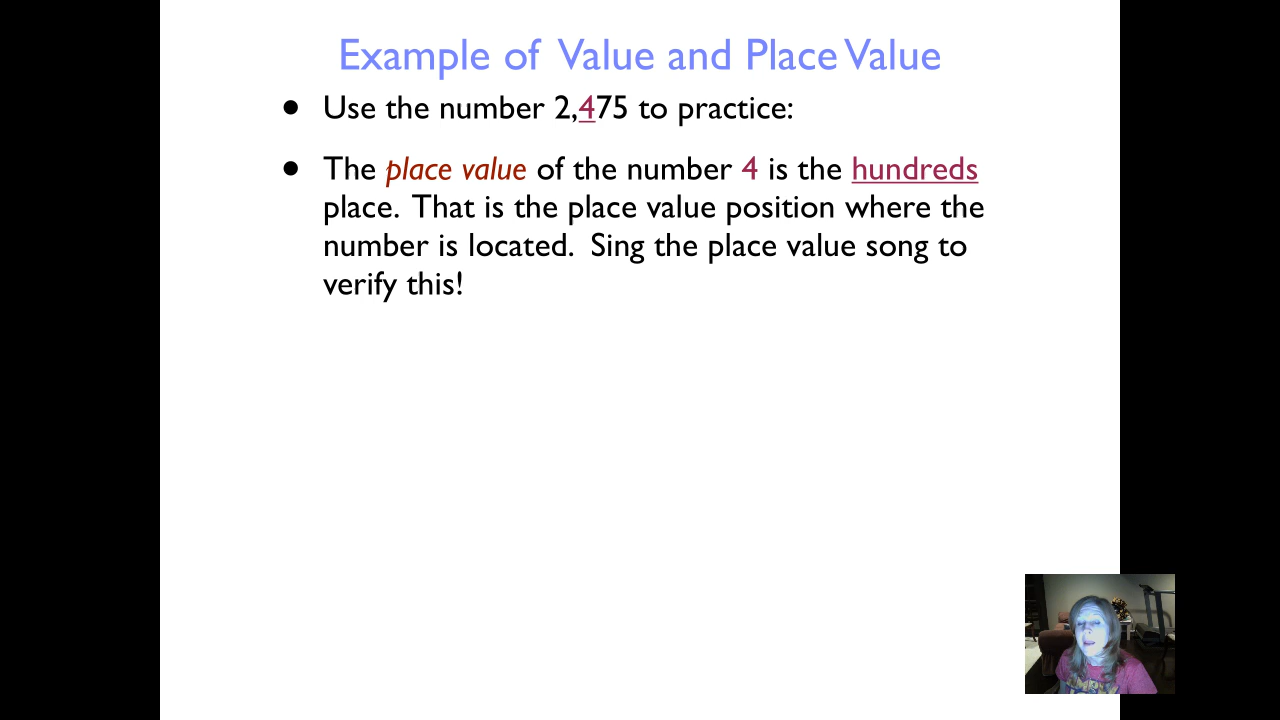 Example of Value and Place Value
• Use the number 2,475 to practice:
• The place value of the number 4 is the hundreds
place. That is the place value position where the
number is located. Sing the place value song to
verify this!